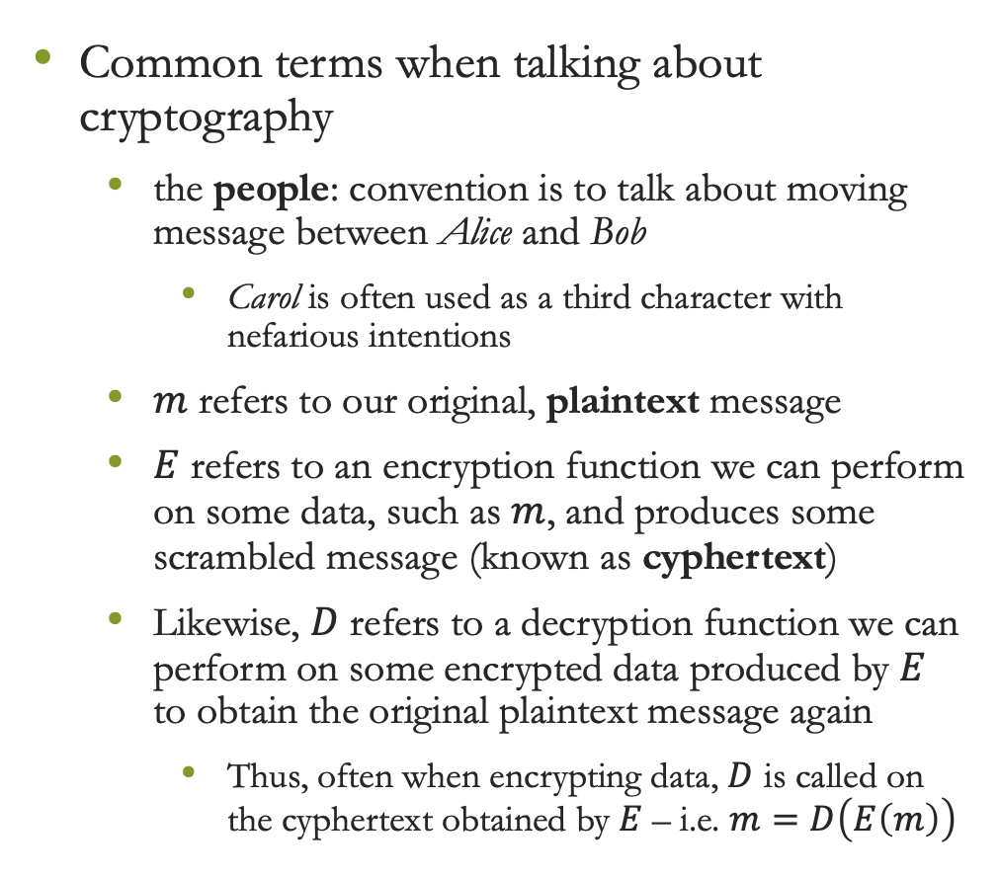 • Common terms when talking about
cryptography
• the people: convention is to talk about moving
message between Alice and Bob
• Carol is often used as a third character with
nefarious intentions
• m refers to our original, plaintext message
• E refers to an encryption function we can perform
on some data, such as m, and produces some
scrambled message (known as cyphertext)
• Likewise, D refers to a decryption function we can
perform on some encrypted data produced by E
to obtain the original plaintext message again
• Thus, often when encrypting data, D is called on
the cyphertext obtained by E – i.e. m = D(E(m))